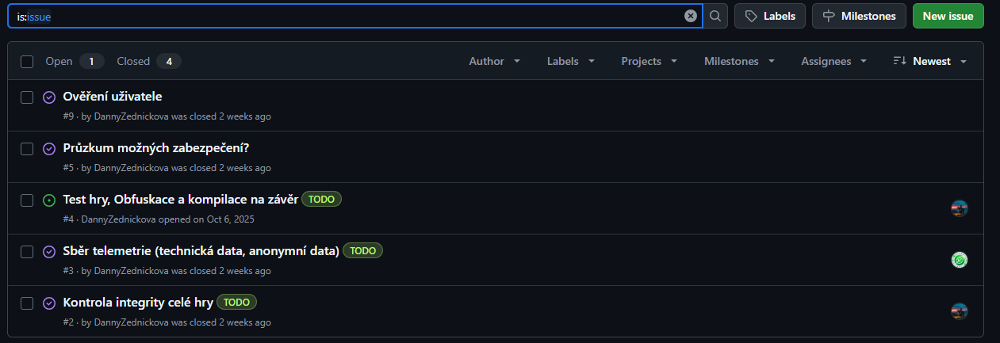 is:issue Labels Milestones New issue
Open 1 Closed 4 Author Labels Projects Milestones Assignees Newest
Ověření uživatele
#9 · by DannyZednickova was closed 2 weeks ago
Průzkum možných zabezpečení?
#5 · by DannyZednickova was closed 2 weeks ago
Test hry, Obfuskace a kompilace na závěr TODO
#4 · DannyZednickova opened on Oct 6, 2025
Sběr telemetrie (technická data, anonymní data) TODO
#3 · by DannyZednickova was closed 2 weeks ago
Kontrola integrity celé hry TODO
#2 · by DannyZednickova was closed 2 weeks ago